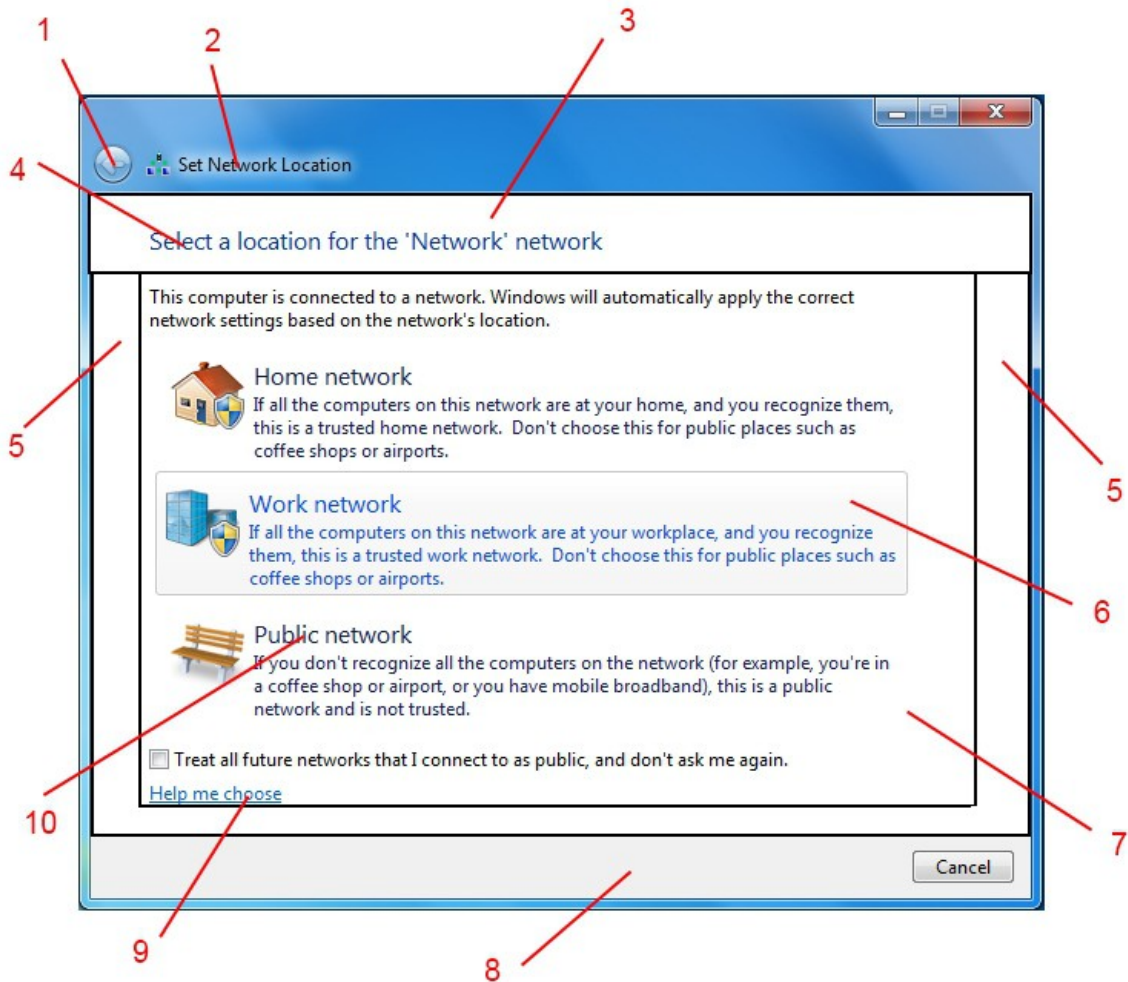 1
2
3
Set Network Location
4
Select a location for the 'Network' network
This computer is connected to a network. Windows will automatically apply the correct
network settings based on the network's location.
Home network
If all the computers on this network are at your home, and you recognize them,
this is a trusted home network.  Don't choose this for public places such as
coffee shops or airports.
5
5
Work network
If all the computers on this network are at your workplace, and you recognize
them, this is a trusted work network.  Don't choose this for public places such as
coffee shops or airports.
6
Public network
If you don't recognize all the computers on the network (for example, you're in
a coffee shop or airport, or you have mobile broadband), this is a public
network and is not trusted.
Treat all future networks that I connect to as public, and don't ask me again.
Help me choose
10
7
Cancel
9
8